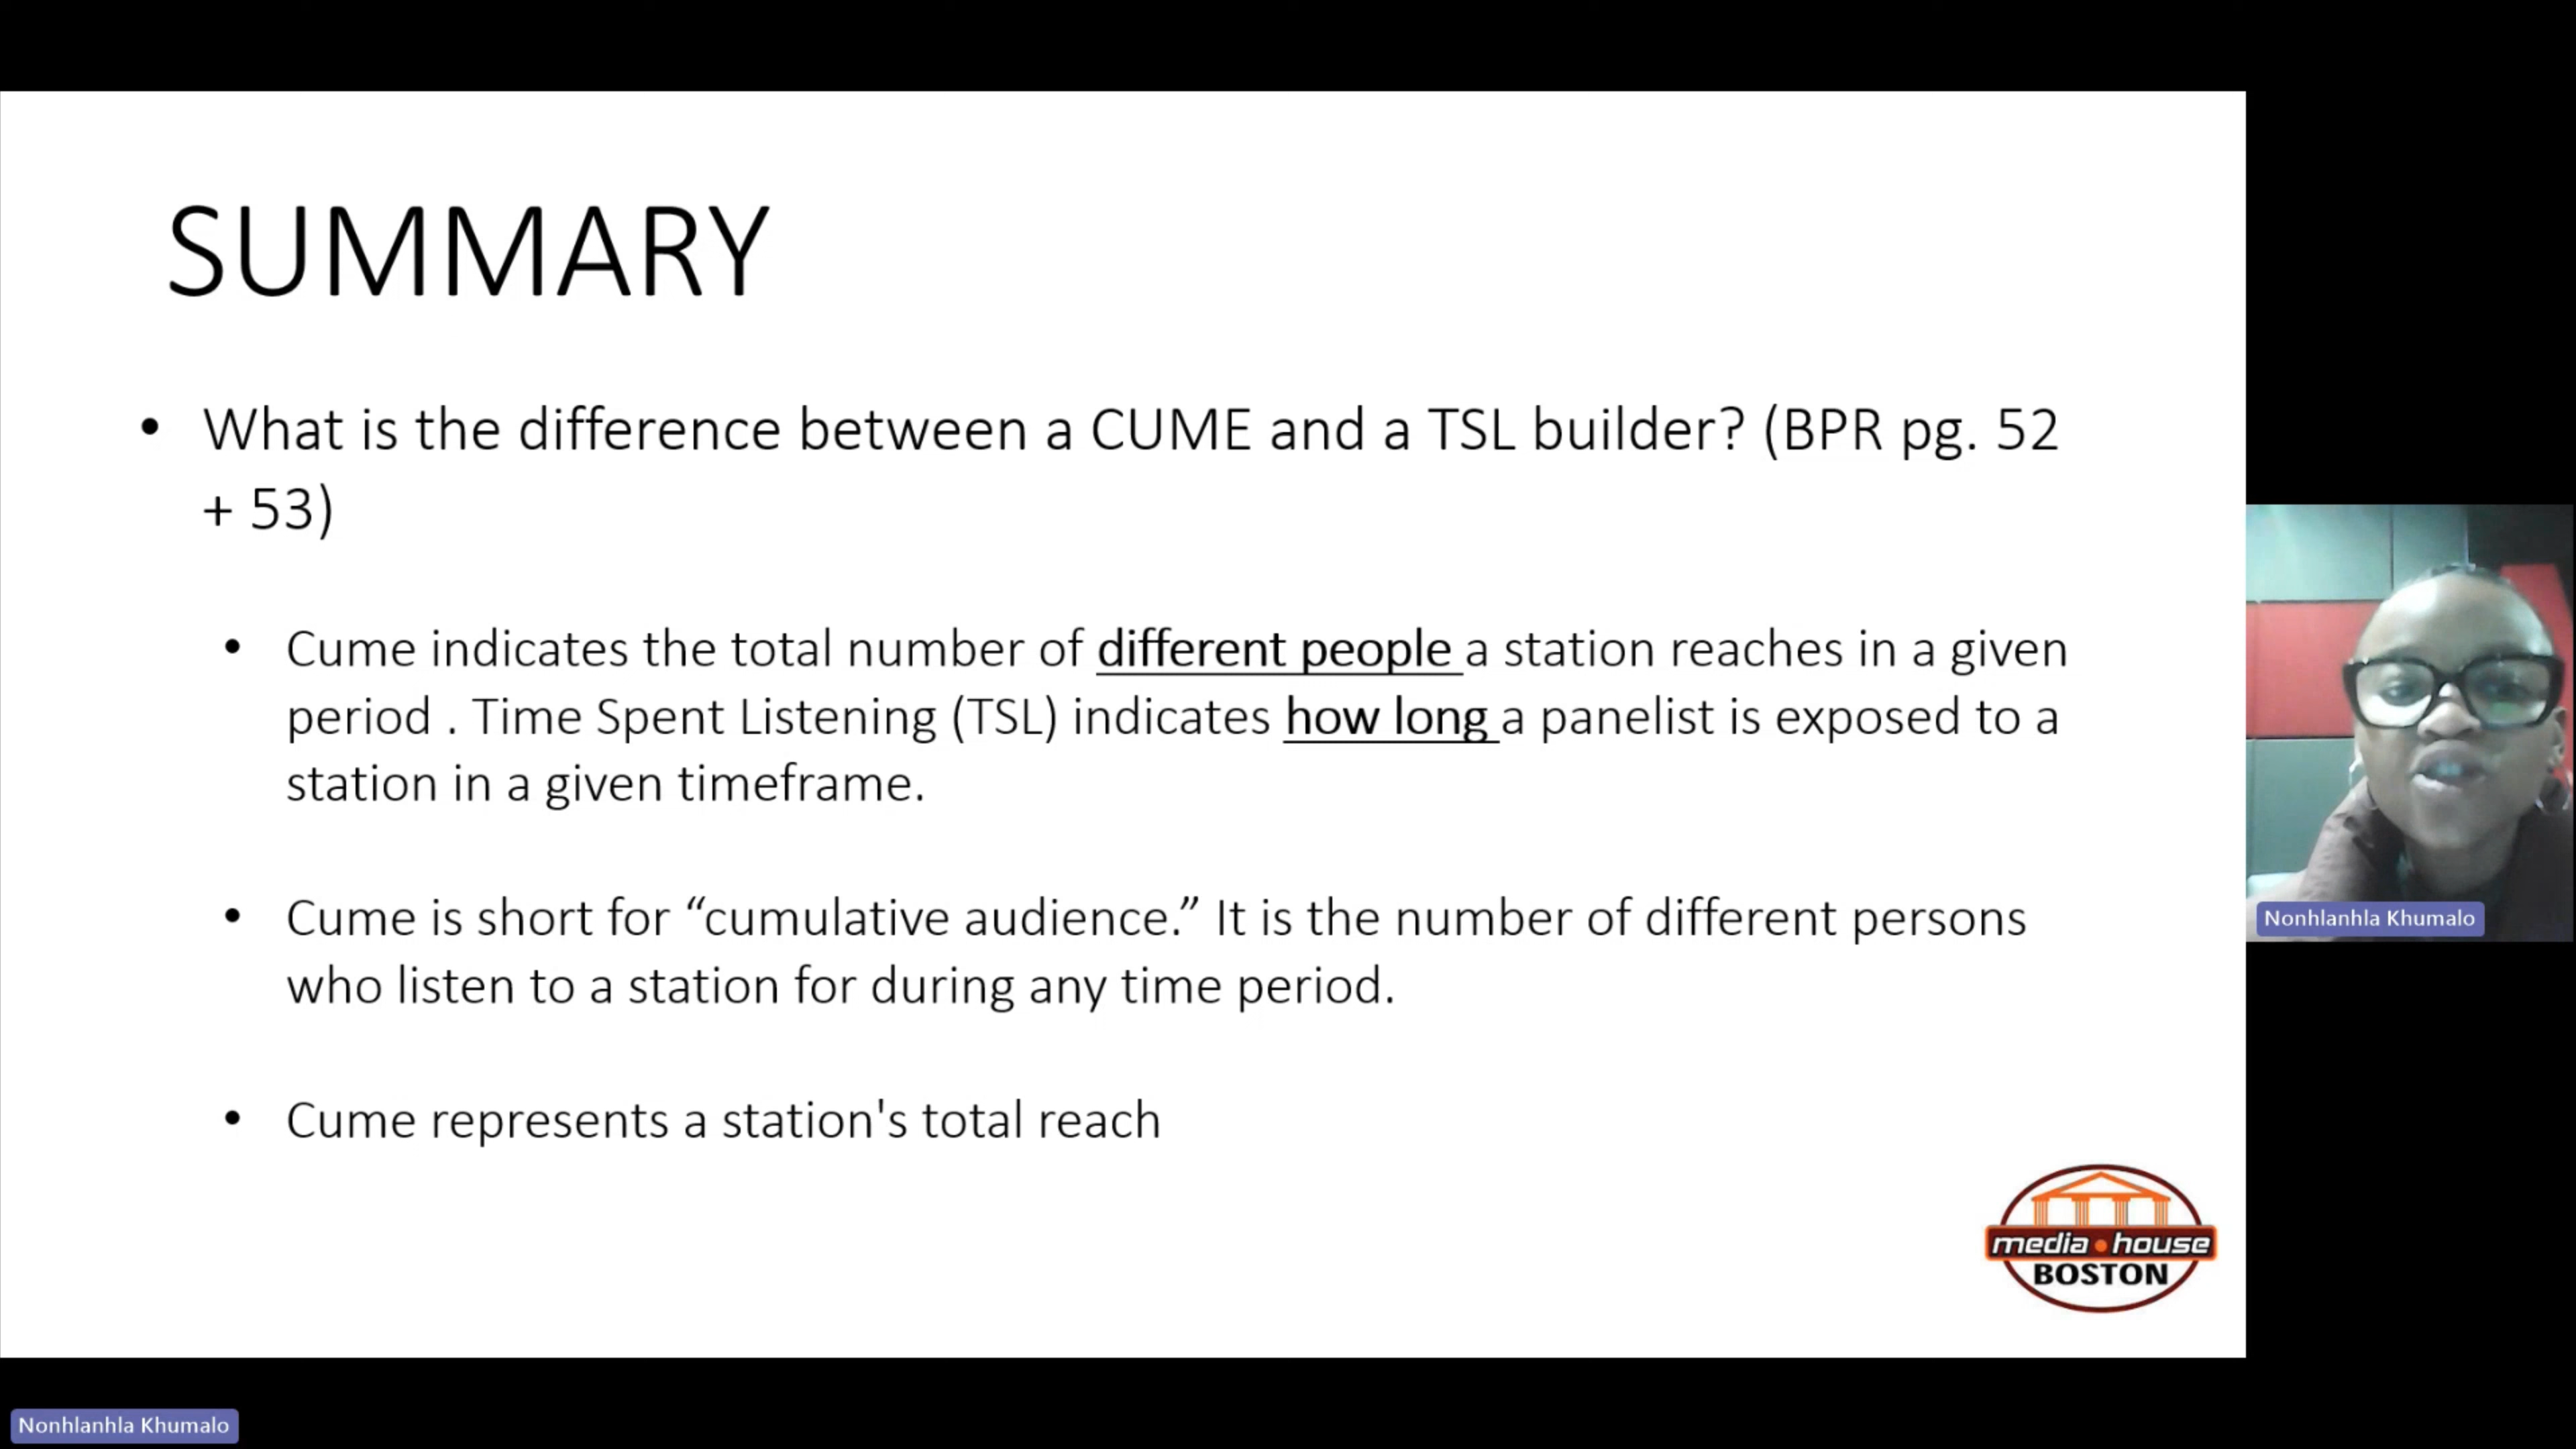 SUMMARY
• What is the difference between a CUME and a TSL builder? (BPR pg. 52
+ 53)
• Cume indicates the total number of different people a station reaches in a given
period . Time Spent Listening (TSL) indicates how long a panelist is exposed to a
station in a given timeframe.
• Cume is short for “cumulative audience.” It is the number of different persons
who listen to a station for during any time period.
• Cume represents a station's total reach
media • house
BOSTON
Nonhlanhla Khumalo
Nonhlanhla Khumalo